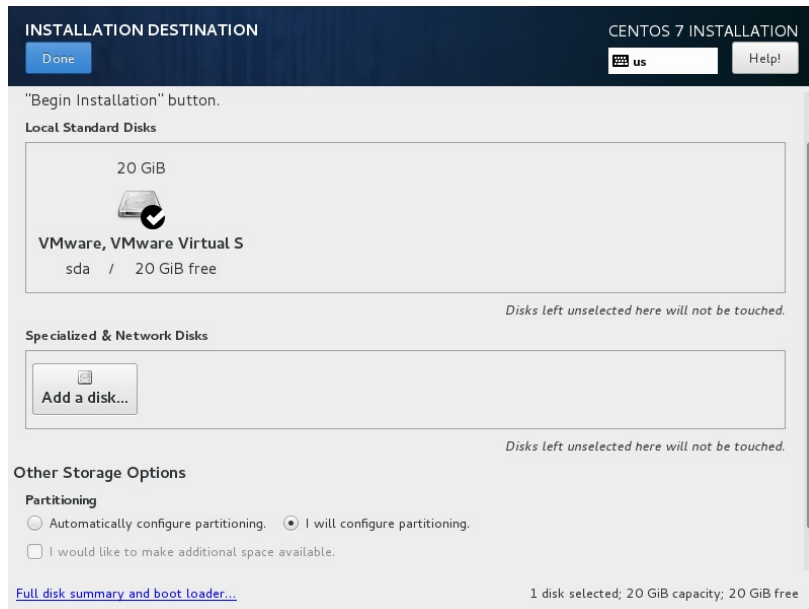 INSTALLATION DESTINATION
CENTOS 7 INSTALLATION
Done
us
Help!
"Begin Installation" button.
Local Standard Disks
20 GiB
VMware, VMware Virtual S
sda / 20 GiB free
Disks left unselected here will not be touched.
Specialized & Network Disks
Add a disk...
Disks left unselected here will not be touched.
Other Storage Options
Partitioning
Automatically configure partitioning. I will configure partitioning.
I would like to make additional space available.
Full disk summary and boot loader... 1 disk selected; 20 GiB capacity; 20 GiB free